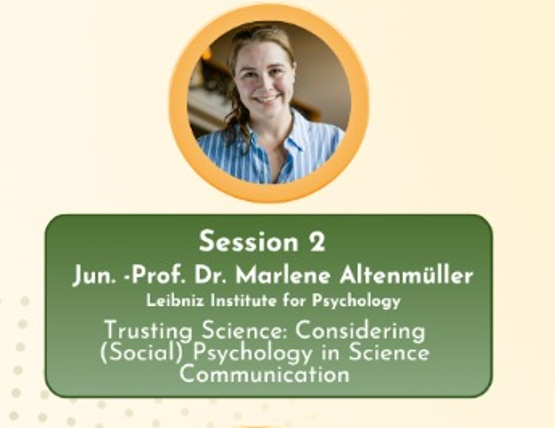 Session 2
Jun. -Prof. Dr. Marlene Altenmüller
Leibniz Institute for Psychology
Trusting Science: Considering
(Social) Psychology in Science
Communication